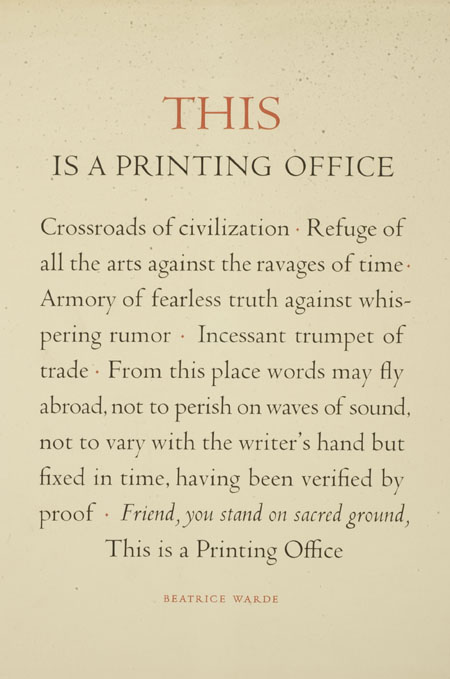 THIS
IS A PRINTING OFFICE
Crossroads of civilization · Refuge of
all the arts against the ravages of time·
Armory of fearless truth against whis-
pering rumor · Incessant trumpet of
trade · From this place words may fly
abroad, not to perish on waves of sound,
not to vary with the writer's hand but
fixed in time, having been verified by
proof · Friend, you stand on sacred ground,
This is a Printing Office
BEATRICE WARDE